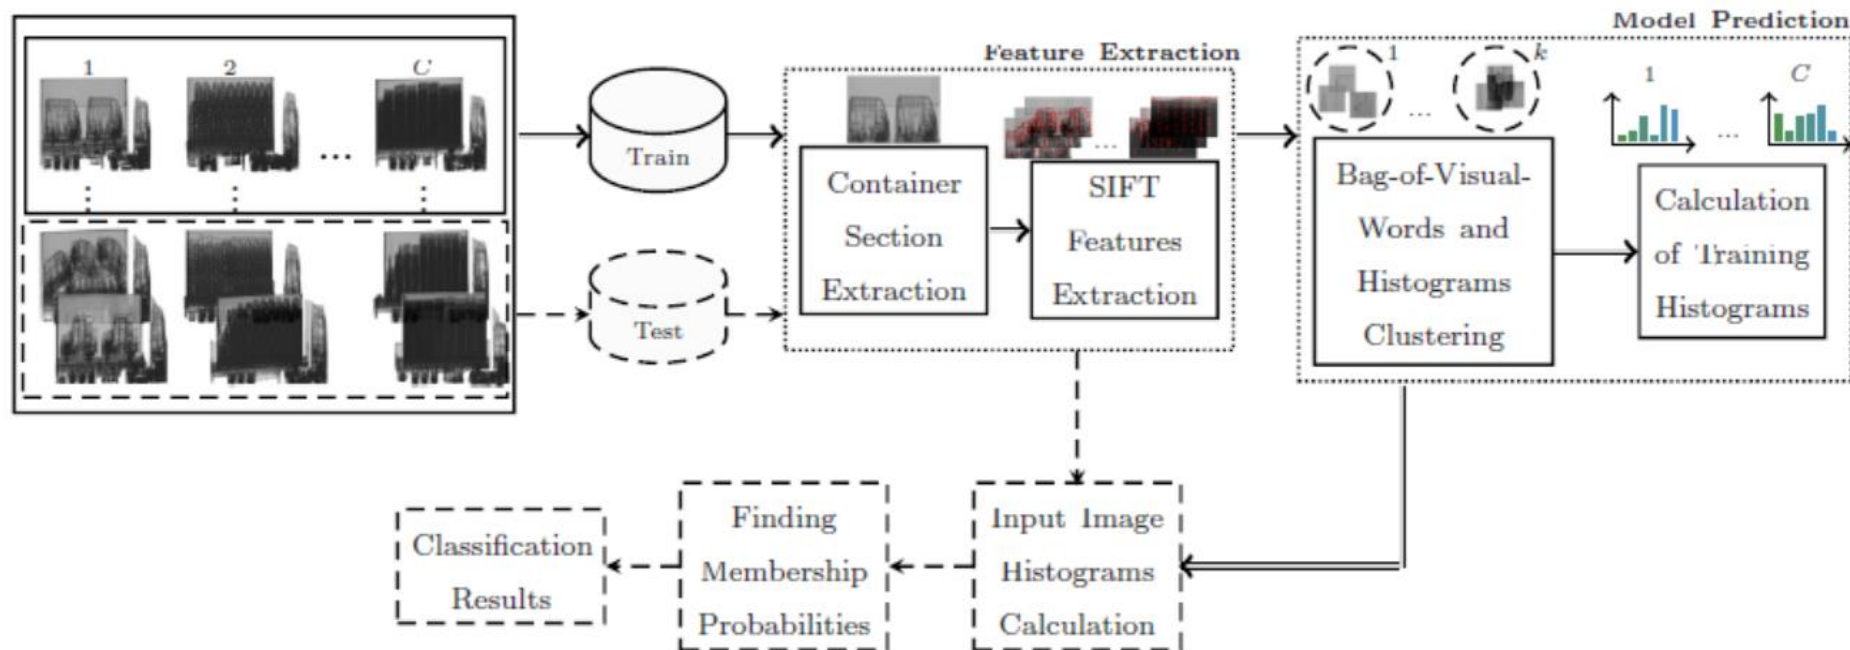 1
2
C
...
Train
Test
Feature Extraction
Container
Section
Extraction
...
SIFT
Features
Extraction
Model Prediction
1
...
k
Bag-of-Visual-
Words and
Histograms
Clustering
1
...
C
Calculation
of Training
Histograms
Input Image
Histograms
Calculation
Finding
Membership
Probabilities
Classification
Results